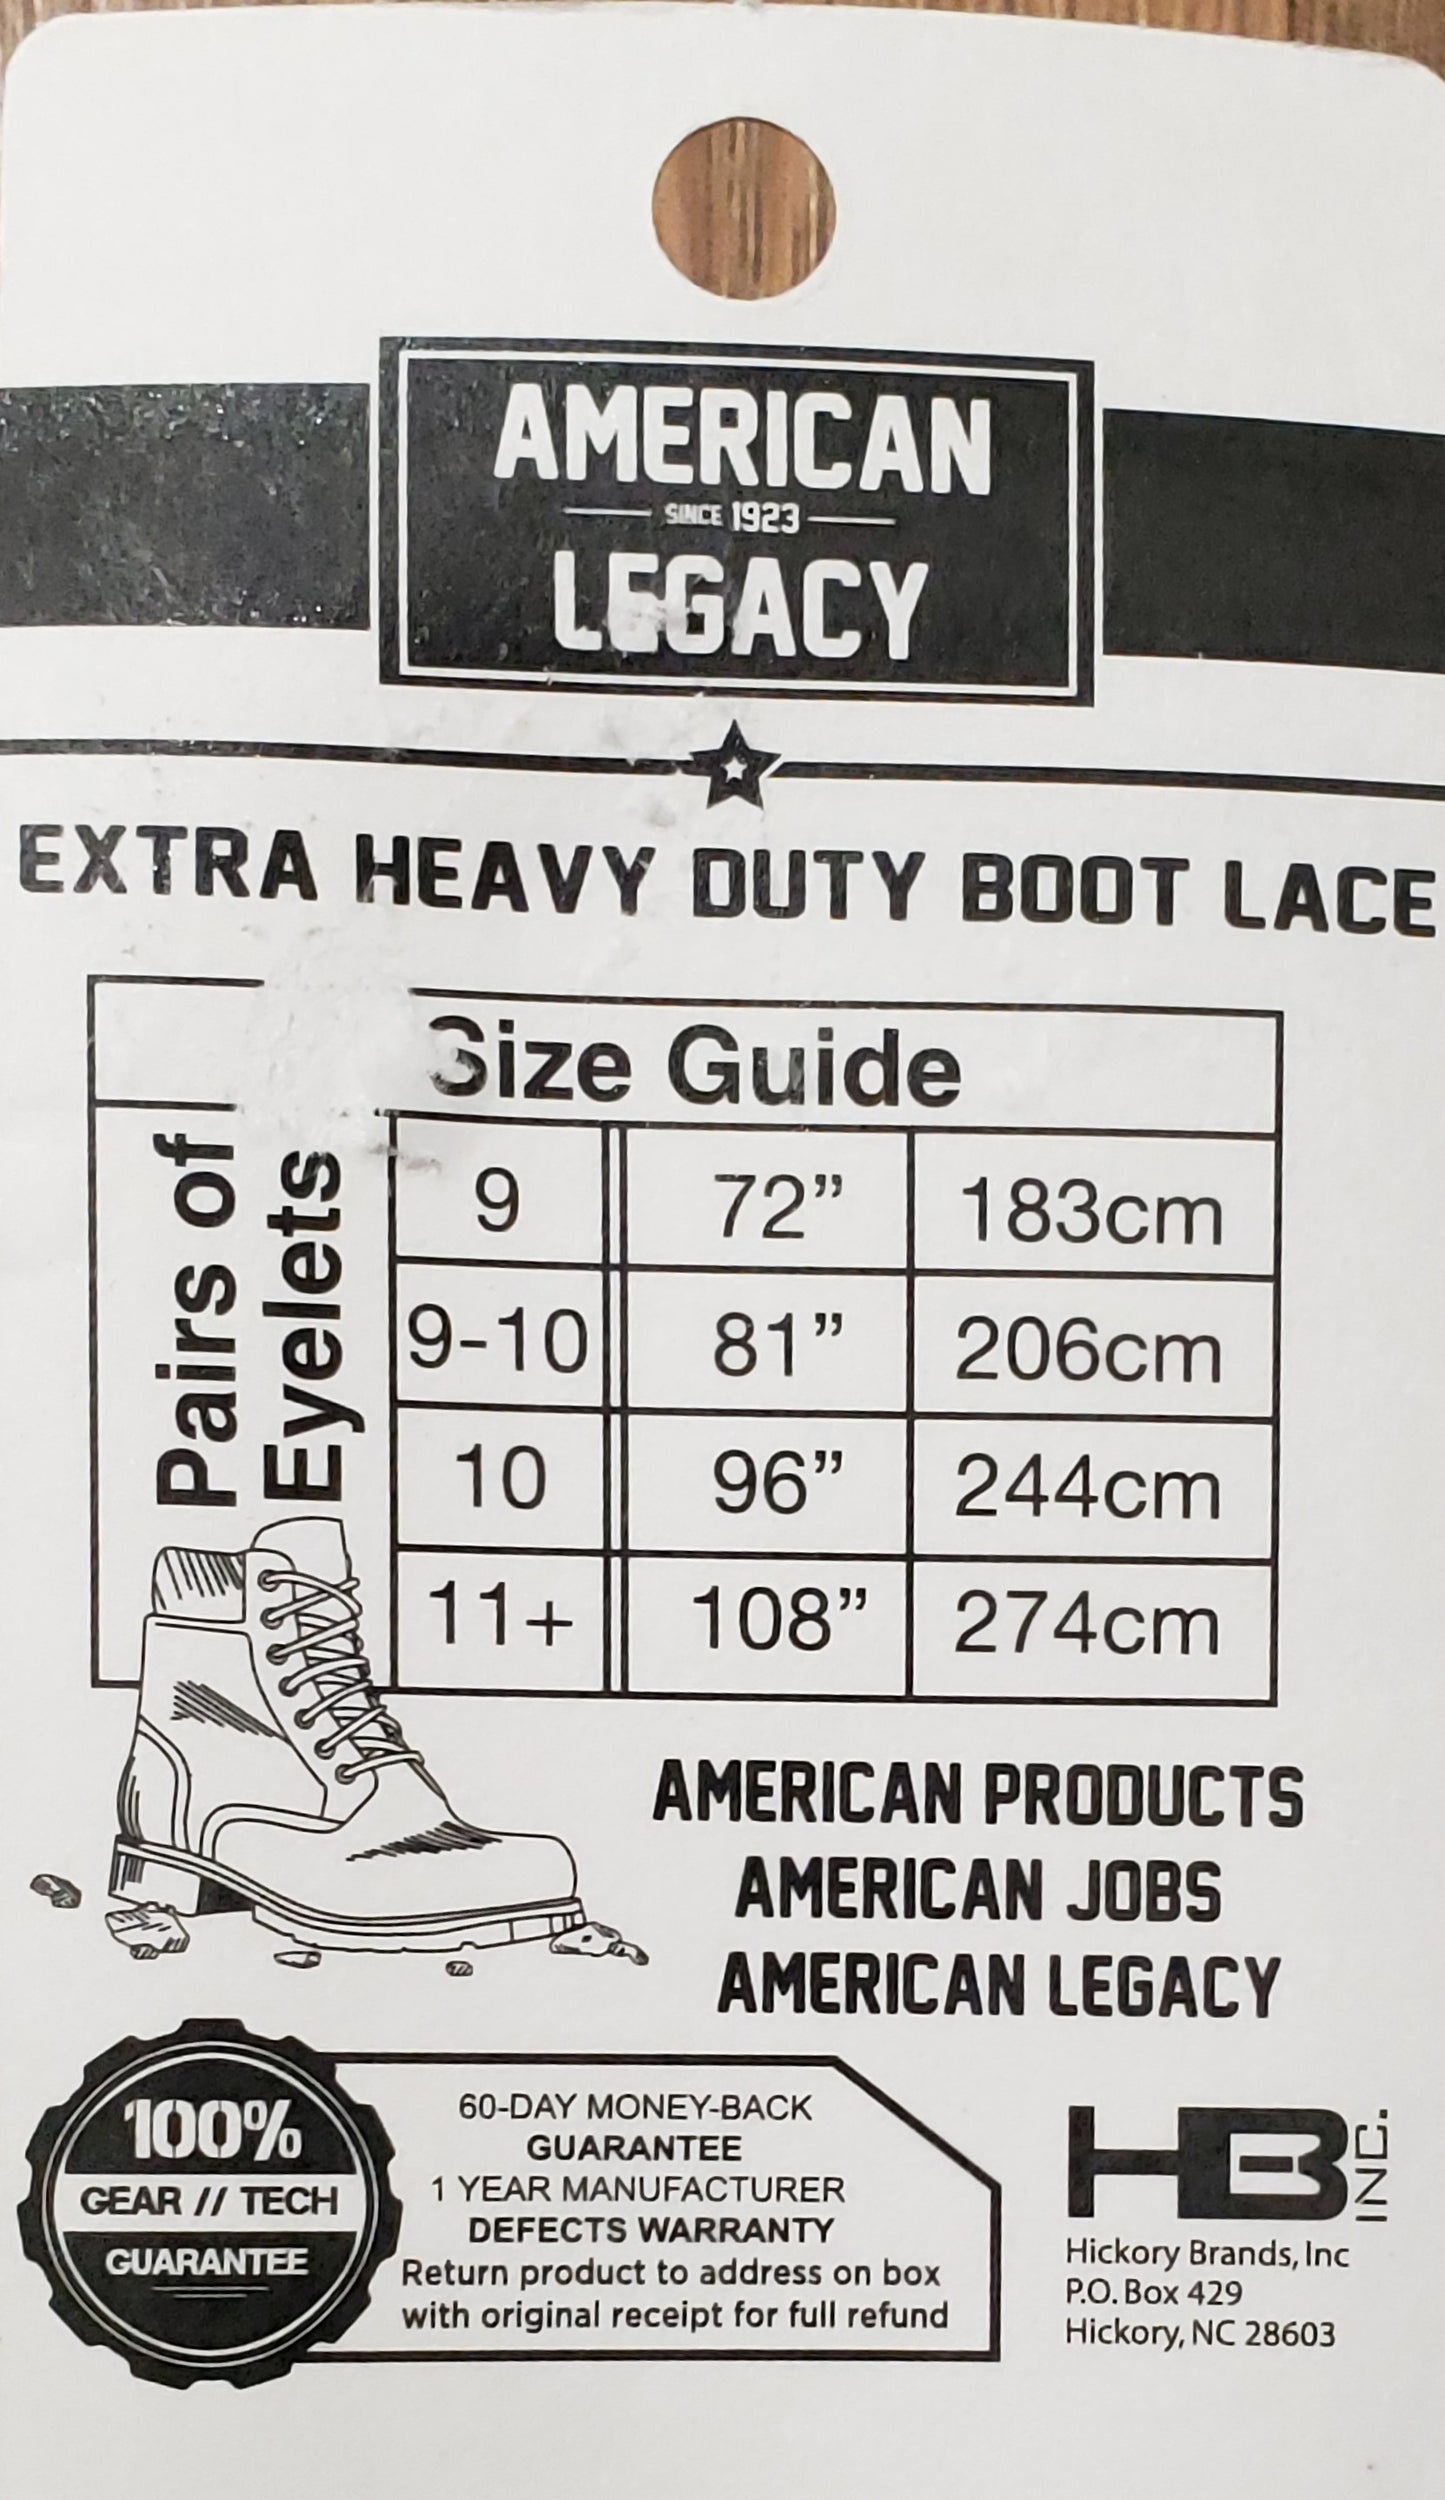 AMERICAN
SINCE 1923
LEGACY
EXTRA HEAVY DUTY BOOT LACE
Size Guide
Pairs of
Eyelets
9 72” 183cm
9-10 81” 206cm
10 96” 244cm
11+ 108” 274cm
AMERICAN PRODUCTS
AMERICAN JOBS
AMERICAN LEGACY
100%
GEAR // TECH
GUARANTEE
60-DAY MONEY-BACK
GUARANTEE
1 YEAR MANUFACTURER
DEFECTS WARRANTY
Return product to address on box
with original receipt for full refund
HB INC.
Hickory Brands, Inc
P.O. Box 429
Hickory, NC 28603